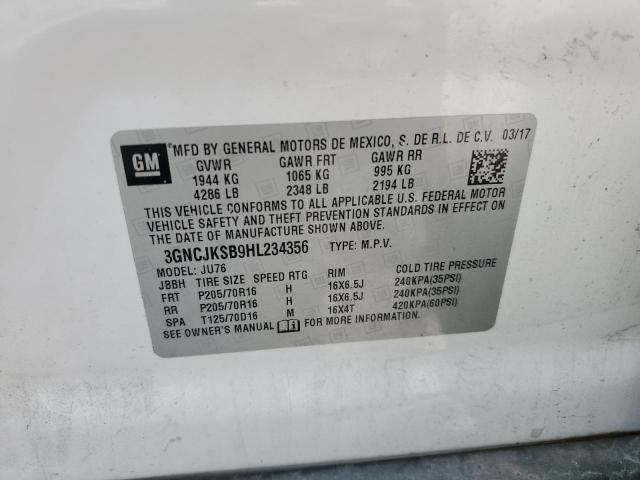 GM
MFD BY GENERAL MOTORS DE MEXICO, S. DE R.L. DE C.V. 03/17
GVWR GAWR FRT GAWR RR
1944 KG 1065 KG 995 KG
4286 LB 2348 LB 2194 LB
THIS VEHICLE CONFORMS TO ALL APPLICABLE U.S. FEDERAL MOTOR
VEHICLE SAFETY AND THEFT PREVENTION STANDARDS IN EFFECT ON
THE DATE OF MANUFACTURE SHOWN ABOVE.
3GNCJKSB9HL234356 TYPE: M.P.V.
MODEL: JU76
JBBH TIRE SIZE SPEED RTG RIM COLD TIRE PRESSURE
FRT P205/70R16 H 16X6.5J 240KPA(35PSI)
RR P205/70R16 H 16X6.5J 240KPA(35PSI)
SPA T125/70D16 M 16X4T 420KPA(60PSI)
SEE OWNER'S MANUAL FOR MORE INFORMATION.